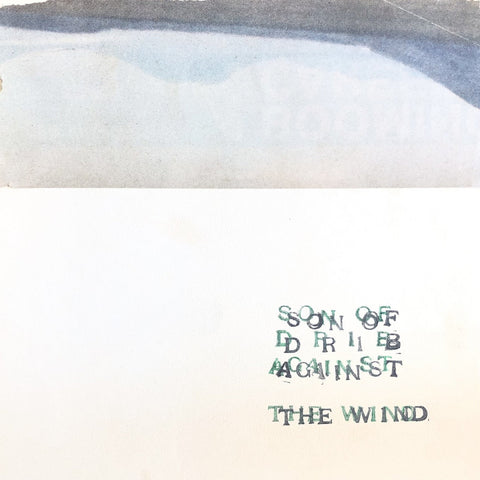 SON OF
DRIB
AGAINST
THE WIND